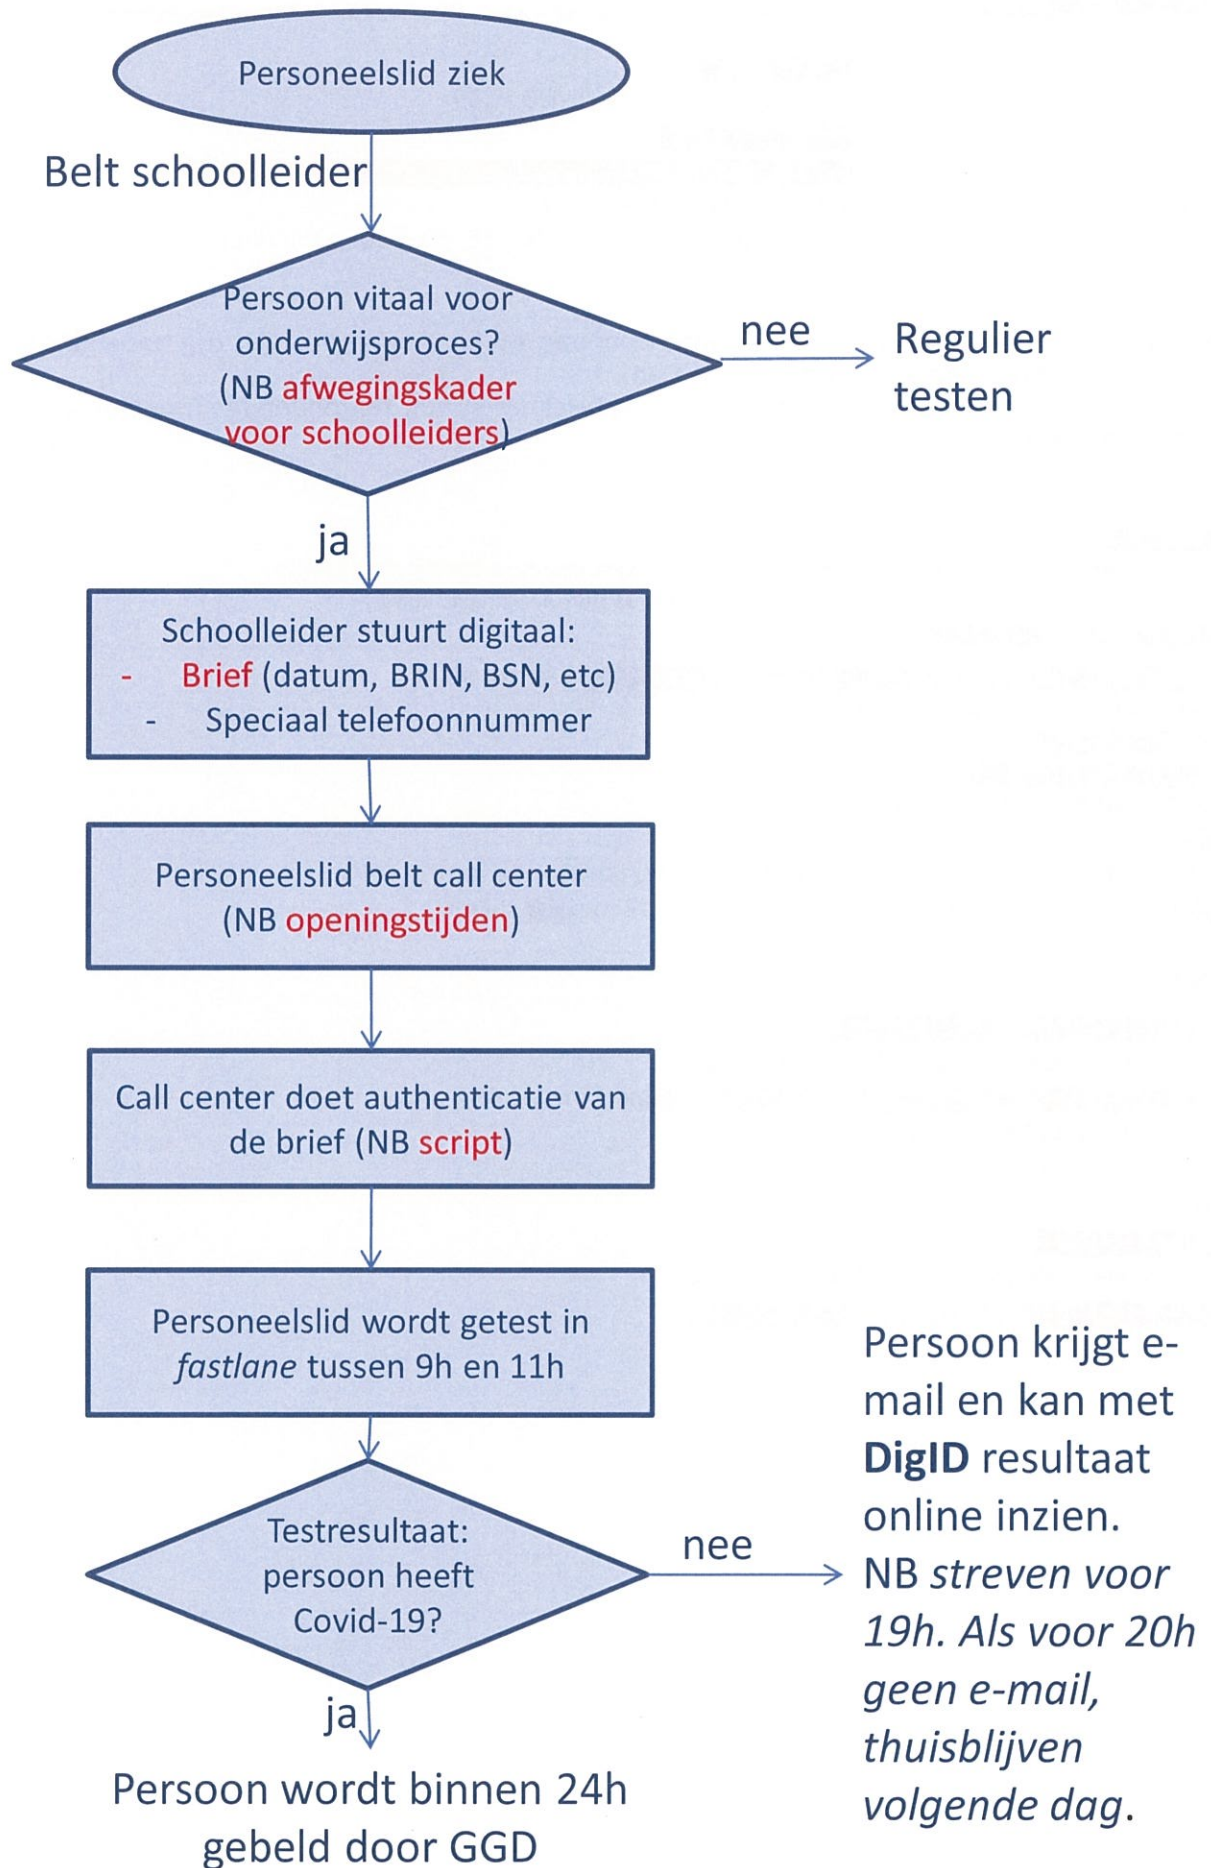 Personeelslid ziek
Belt schoolleider
Persoon vitaal voor
onderwijsproces?
(NB afwegingskader
voor schoolleiders)
nee
Regulier
testen
ja
Schoolleider stuurt digitaal:
- Brief (datum, BRIN, BSN, etc)
- Speciaal telefoonnummer
Personeelslid belt call center
(NB openingstijden)
Call center doet authenticatie van
de brief (NB script)
Personeelslid wordt getest in
fastlane tussen 9h en 11h
Testresultaat:
persoon heeft
Covid-19?
nee
Persoon krijgt e-
mail en kan met
DigID resultaat
online inzien.
NB streven voor
19h. Als voor 20h
geen e-mail,
thuisblijven
volgende dag.
ja
Persoon wordt binnen 24h
gebeld door GGD